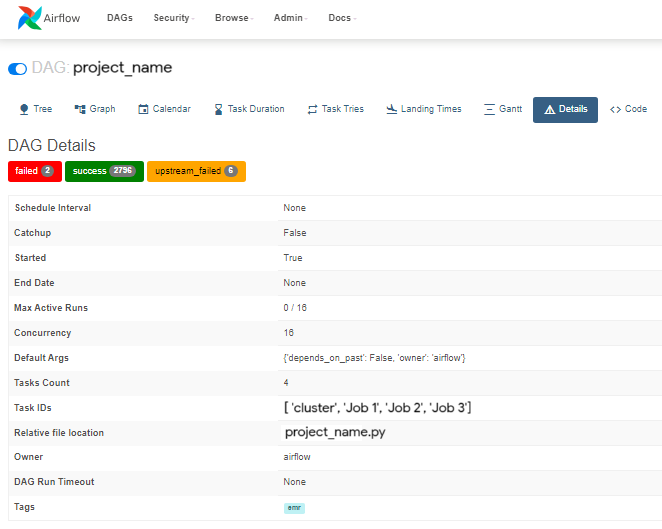 Airflow DAGs Security Browse Admin Docs
DAG: project_name
Tree Graph Calendar Task Duration Task Tries Landing Times Gantt Details Code
DAG Details
failed 2 success 2796 upstream_failed 6
Schedule Interval None
Catchup False
Started True
End Date None
Max Active Runs 0 / 16
Concurrency 16
Default Args {'depends_on_past': False, 'owner': 'airflow'}
Tasks Count 4
Task IDs [ 'cluster', 'Job 1', 'Job 2', 'Job 3']
Relative file location project_name.py
Owner airflow
DAG Run Timeout None
Tags emr